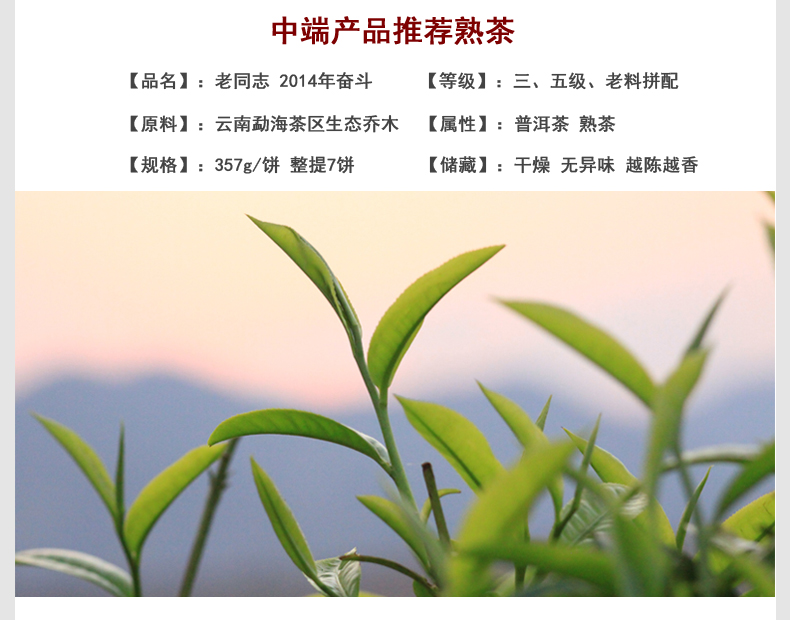 中端产品推荐熟茶
【品名】：老同志 2014年奋斗 【等级】：三、五级、老料拼配
【原料】：云南勐海茶区生态乔木 【属性】：普洱茶 熟茶
【规格】：357g/饼 整提7饼 【储藏】：干燥 无异味 越陈越香